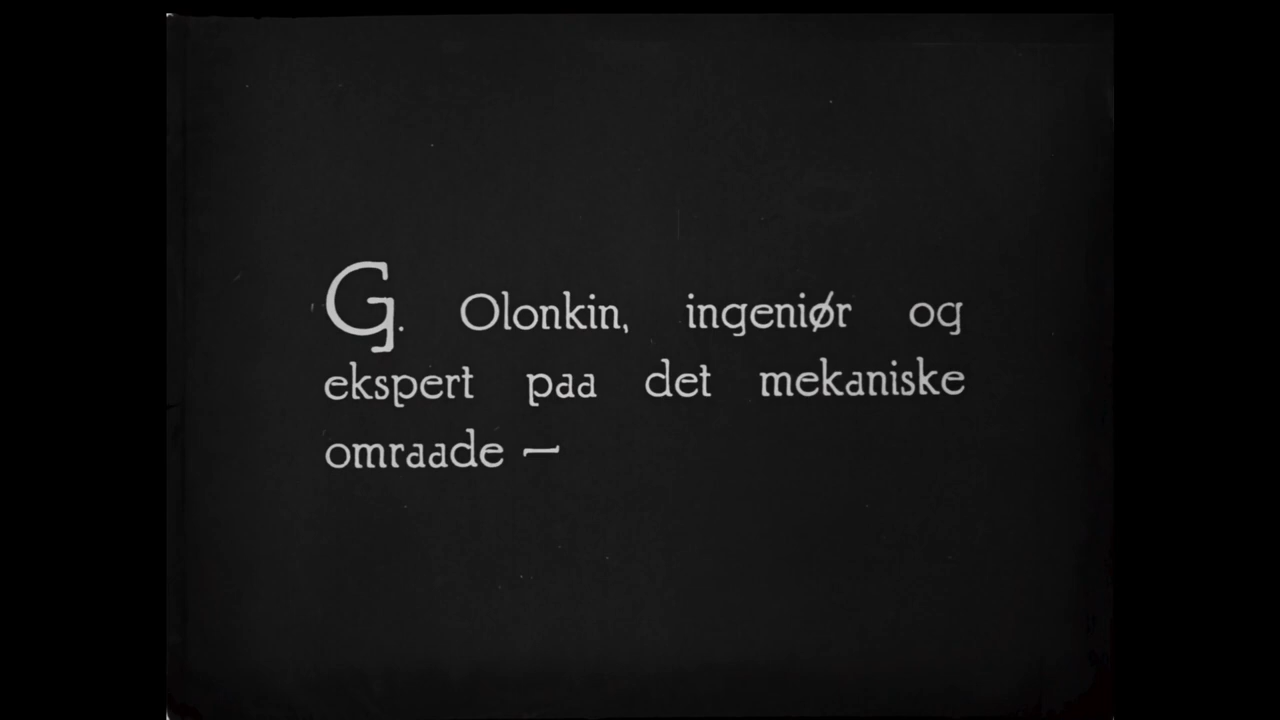 G. Olonkin, ingeniør og
ekspert paa det mekaniske
omraade —